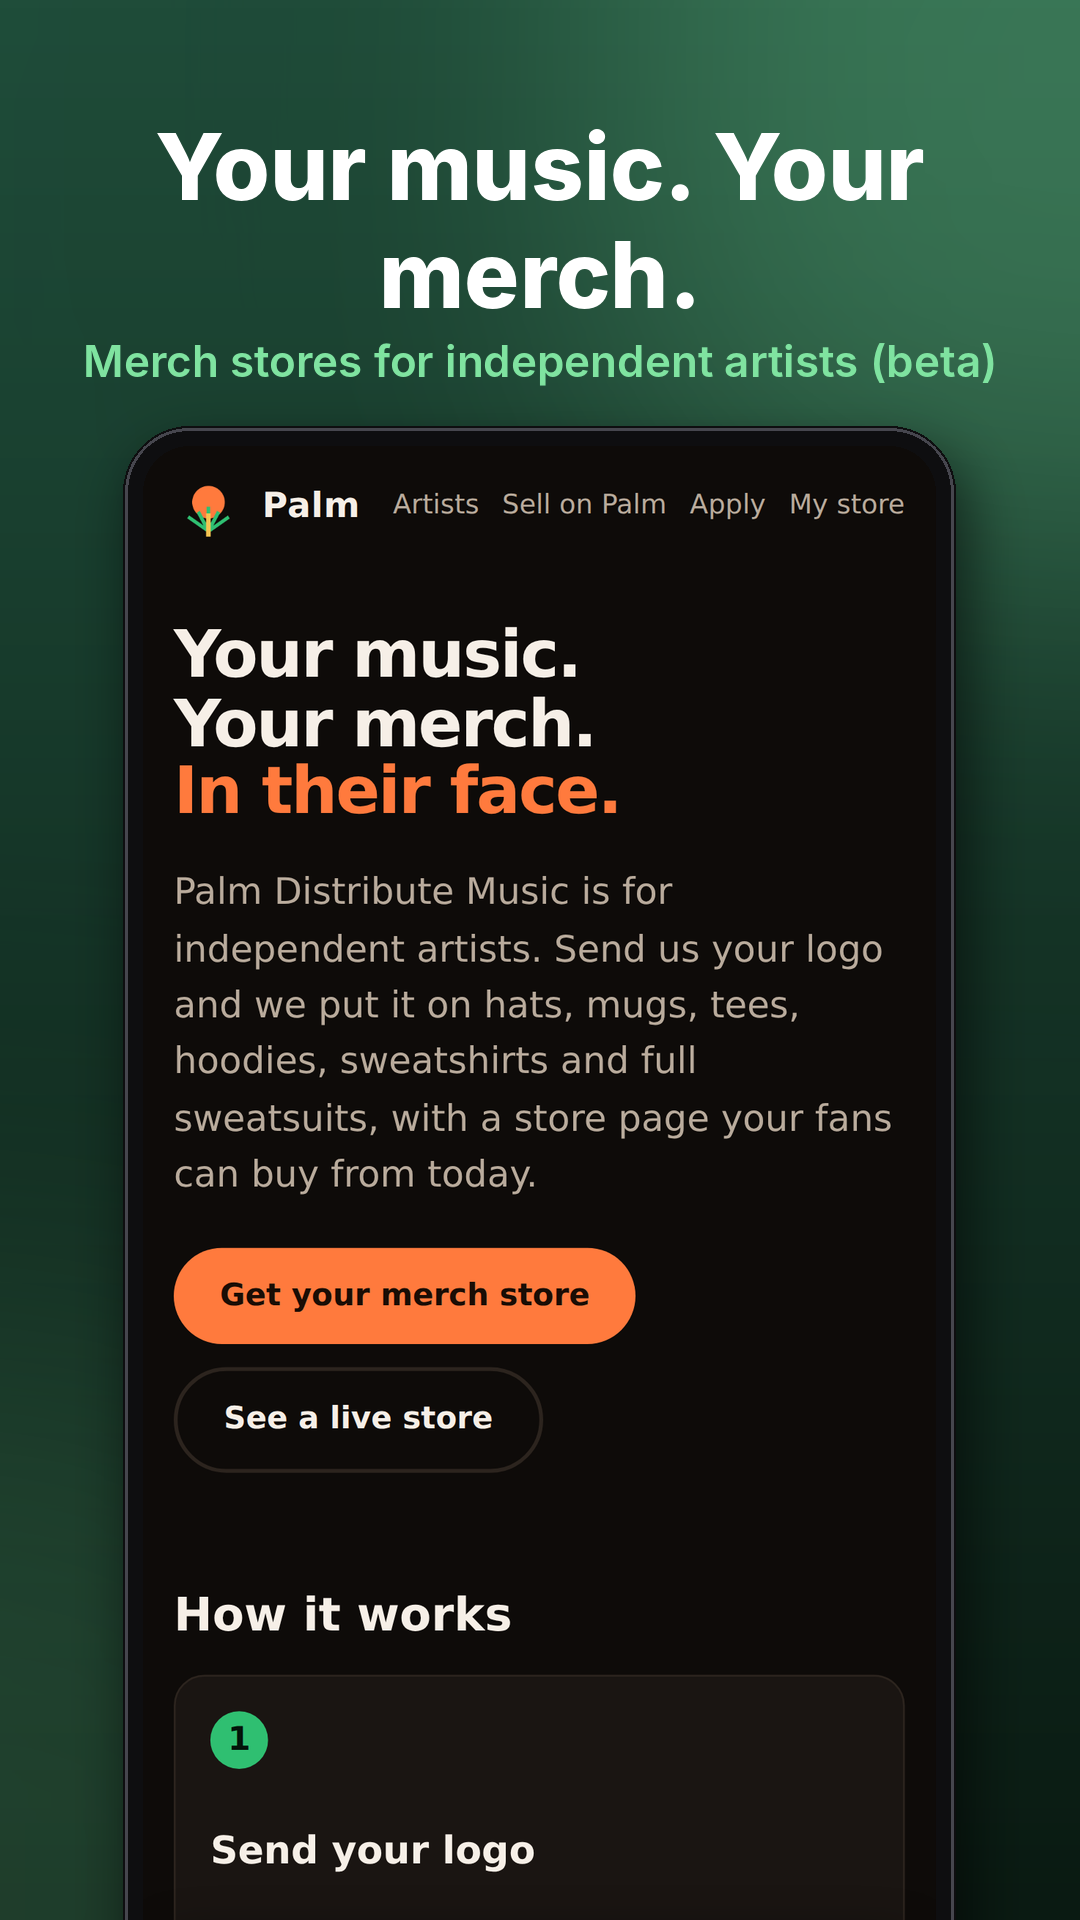 Your music. Your
merch.
Merch stores for independent artists (beta)
Palm Artists Sell on Palm Apply My store
Your music.
Your merch.
In their face.
Palm Distribute Music is for
independent artists. Send us your logo
and we put it on hats, mugs, tees,
hoodies, sweatshirts and full
sweatsuits, with a store page your fans
can buy from today.
Get your merch store
See a live store
How it works
1
Send your logo